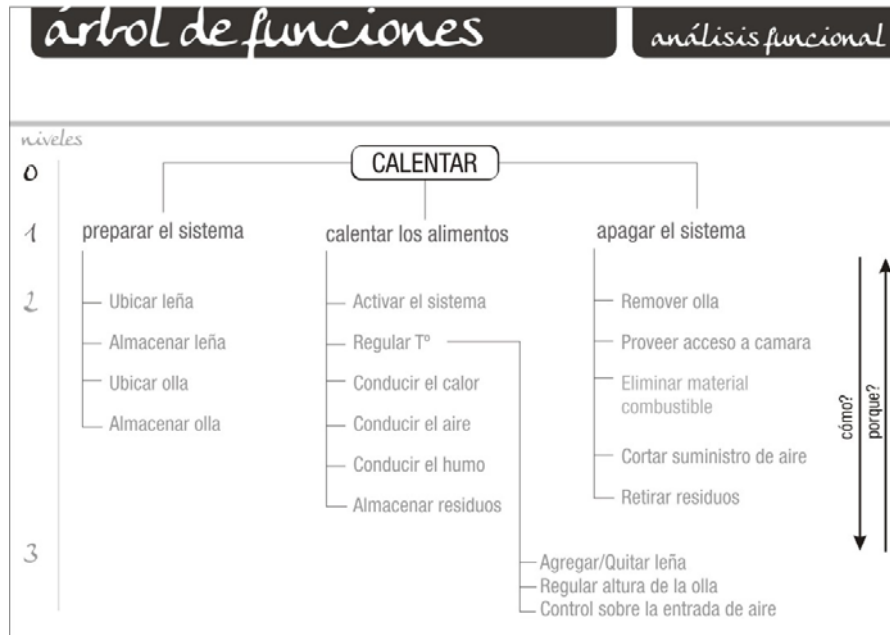 árbol de funciones
análisis funcional
niveles
0
CALENTAR
1
preparar el sistema
calentar los alimentos
apagar el sistema
2
Ubicar leña
Almacenar leña
Ubicar olla
Almacenar olla
Activar el sistema
Regular Tº
Conducir el calor
Conducir el aire
Conducir el humo
Almacenar residuos
Remover olla
Proveer acceso a camara
Eliminar material
combustible
Cortar suministro de aire
Retirar residuos
cómo?
porque?
3
Agregar/Quitar leña
Regular altura de la olla
Control sobre la entrada de aire